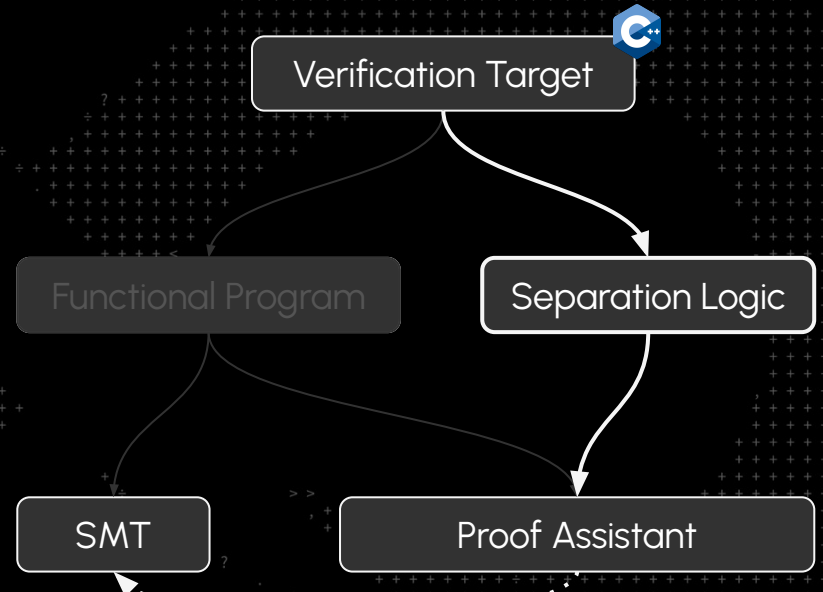 C++
Verification Target
Functional Program
Separation Logic
SMT
Proof Assistant